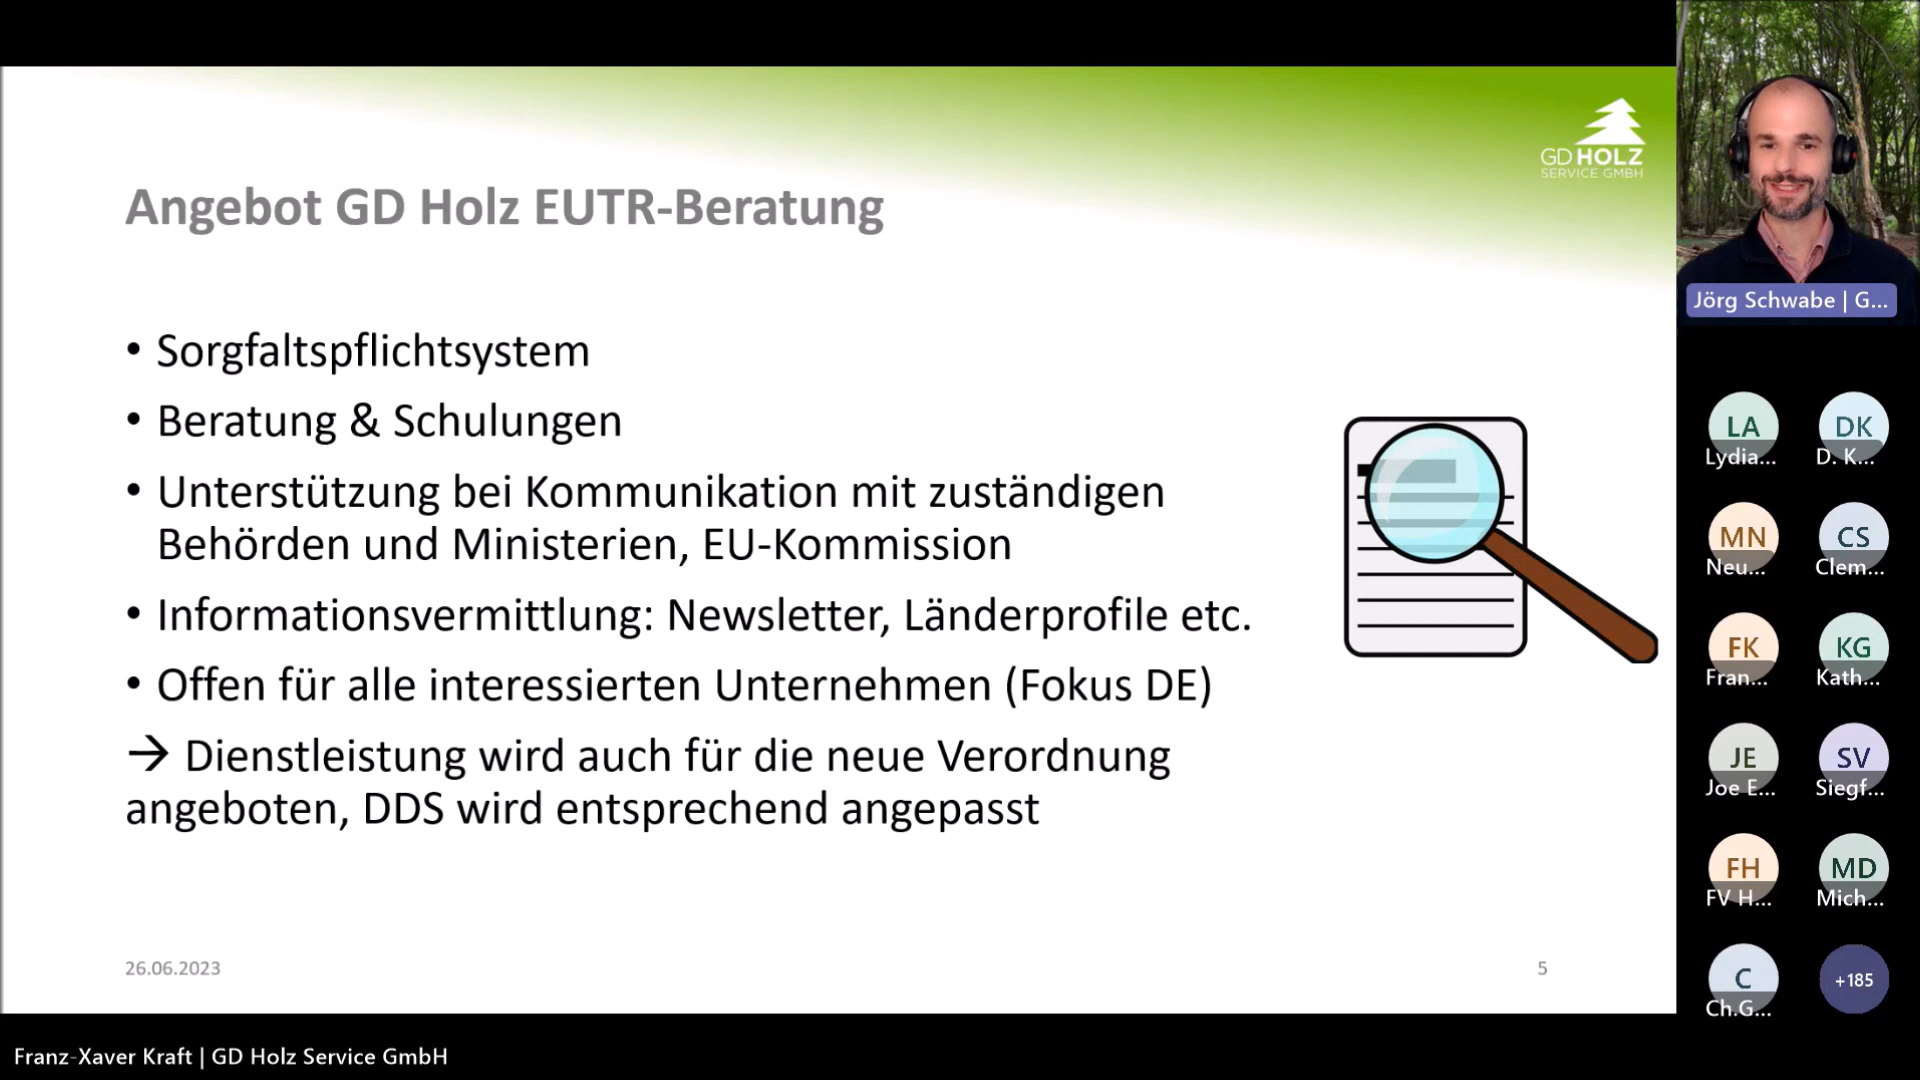 GD HOLZ
SERVICE GMBH
Angebot GD Holz EUTR-Beratung
• Sorgfaltspflichtsystem
• Beratung & Schulungen
• Unterstützung bei Kommunikation mit zuständigen
Behörden und Ministerien, EU-Kommission
• Informationsvermittlung: Newsletter, Länderprofile etc.
• Offen für alle interessierten Unternehmen (Fokus DE)
→ Dienstleistung wird auch für die neue Verordnung
angeboten, DDS wird entsprechend angepasst
26.06.2023
5
Franz-Xaver Kraft | GD Holz Service GmbH
Jörg Schwabe | G...
LA
Lydia...
DK
D. K...
MN
Neu...
CS
Clem...
FK
Fran...
KG
Kath...
JE
Joe E...
SV
Siegf...
FH
FV H...
MD
Mich...
C
Ch.G...
+185